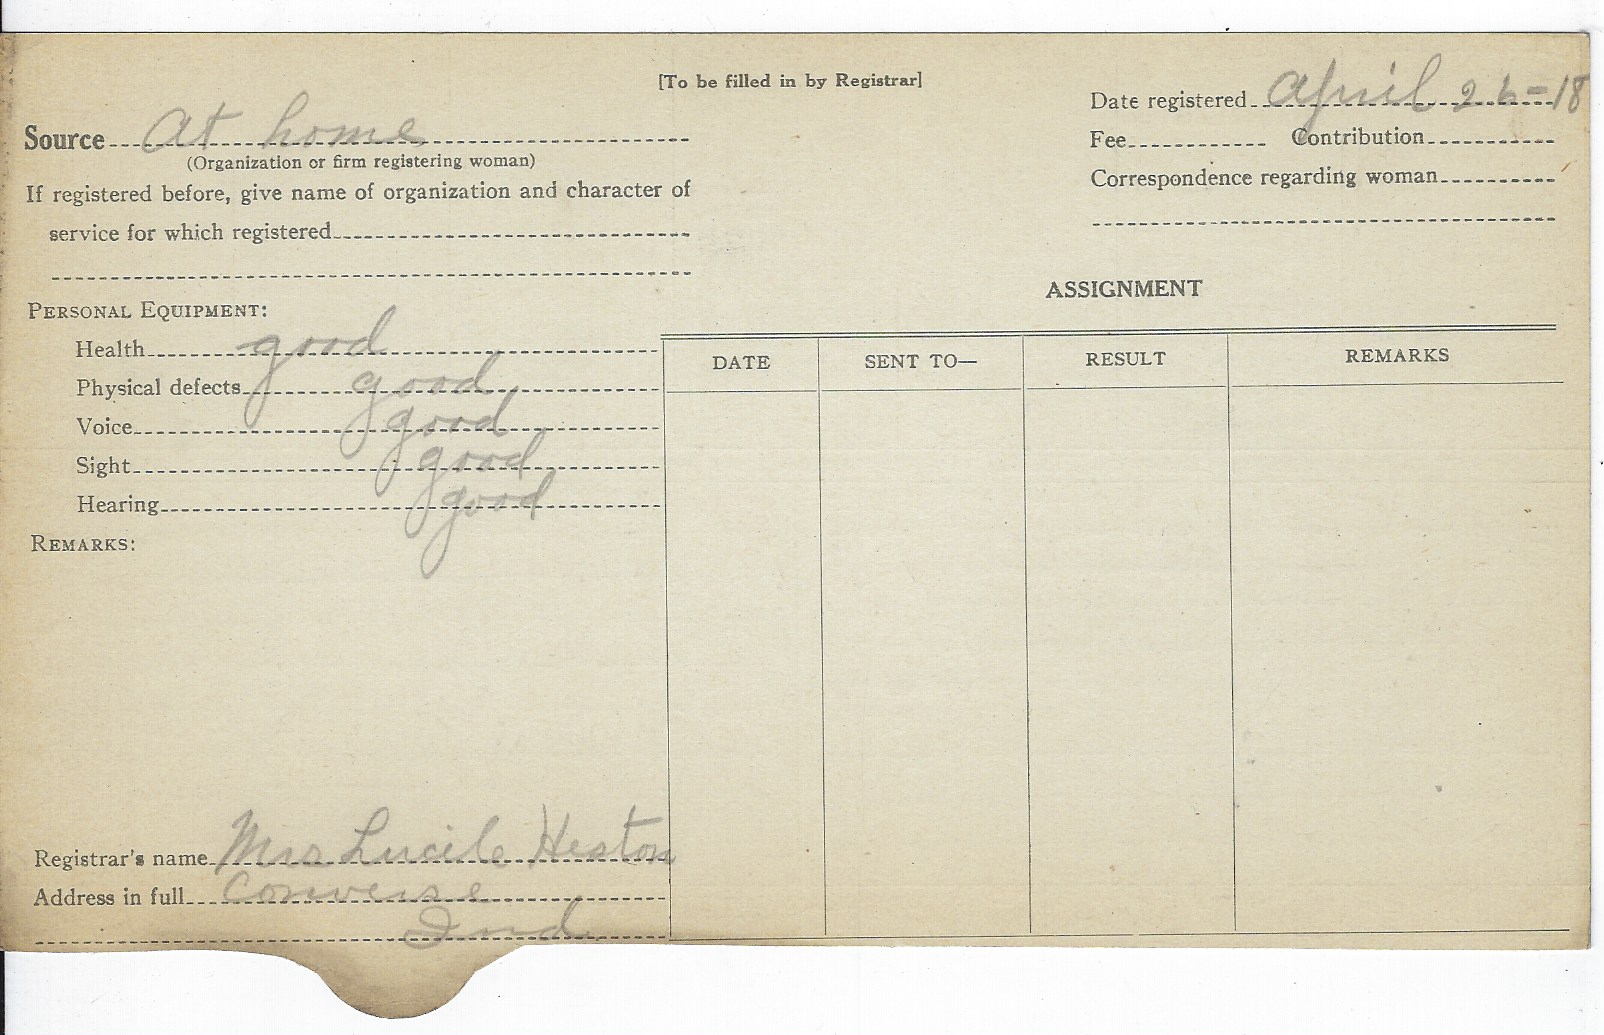 [To be filled in by Registrar]
Date registered April 26-18
Source At home
(Organization or firm registering woman)
Fee Contribution
If registered before, give name of organization and character of
service for which registered
Correspondence regarding woman
PERSONAL EQUIPMENT:
Health good
Physical defects good
Voice good
Sight good
Hearing good
REMARKS:
Registrar's name Mrs Lucile Heston
Address in full Converse
Ind
ASSIGNMENT
DATE SENT TO— RESULT REMARKS